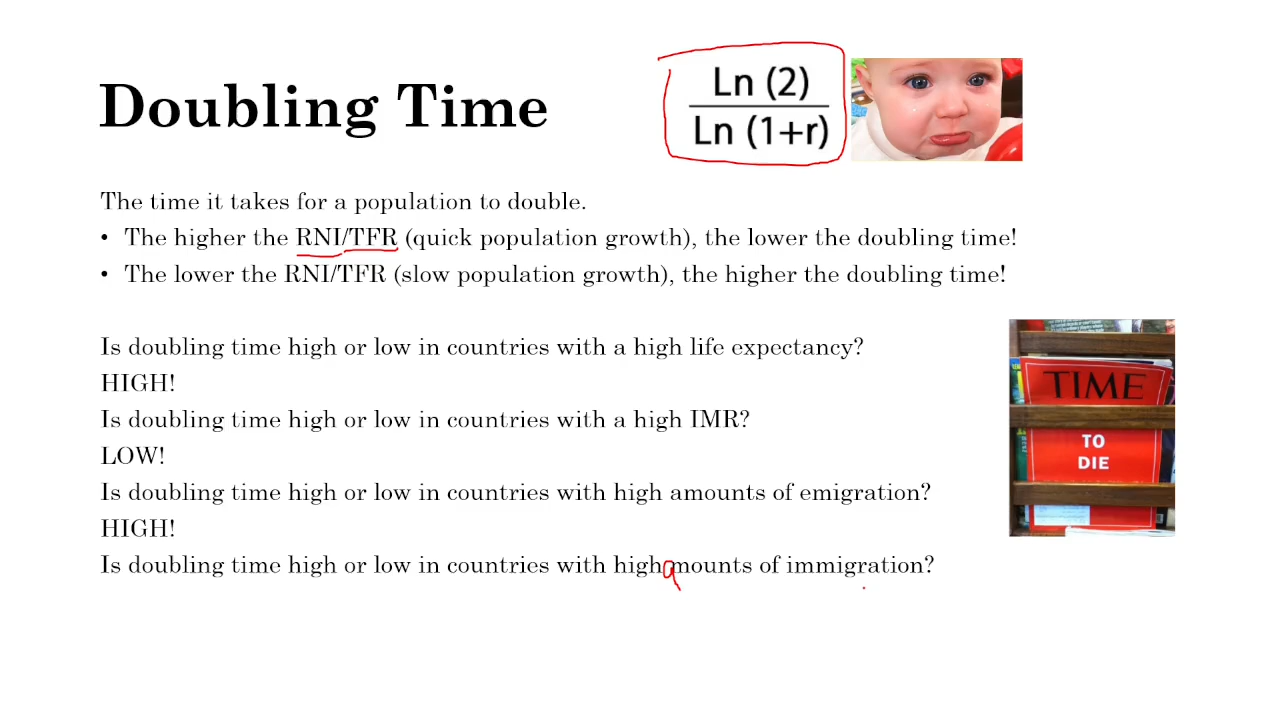 Doubling Time
Ln (2)
Ln (1+r)
The time it takes for a population to double.
• The higher the RNI/TFR (quick population growth), the lower the doubling time!
• The lower the RNI/TFR (slow population growth), the higher the doubling time!
Is doubling time high or low in countries with a high life expectancy?
HIGH!
Is doubling time high or low in countries with a high IMR?
LOW!
Is doubling time high or low in countries with high amounts of emigration?
HIGH!
Is doubling time high or low in countries with high amounts of immigration?
TIME
TO
DIE